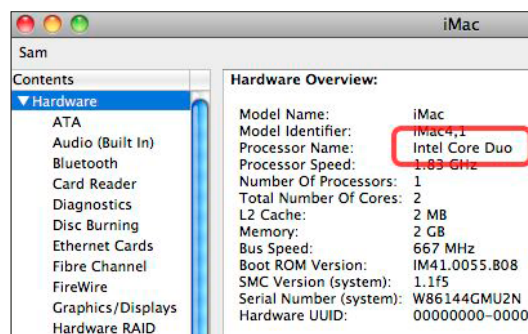 iMac
Sam
Contents
Hardware
ATA
Audio (Built In)
Bluetooth
Card Reader
Diagnostics
Disc Burning
Ethernet Cards
Fibre Channel
FireWire
Graphics/Displays
Hardware RAID
Hardware Overview:
Model Name: iMac
Model Identifier: iMac4,1
Processor Name: Intel Core Duo
Processor Speed: 1.83 GHz
Number Of Processors: 1
Total Number Of Cores: 2
L2 Cache: 2 MB
Memory: 2 GB
Bus Speed: 667 MHz
Boot ROM Version: IM41.0055.B08
SMC Version (system): 1.1f5
Serial Number (system): W86144GMU2N
Hardware UUID: 00000000-0000